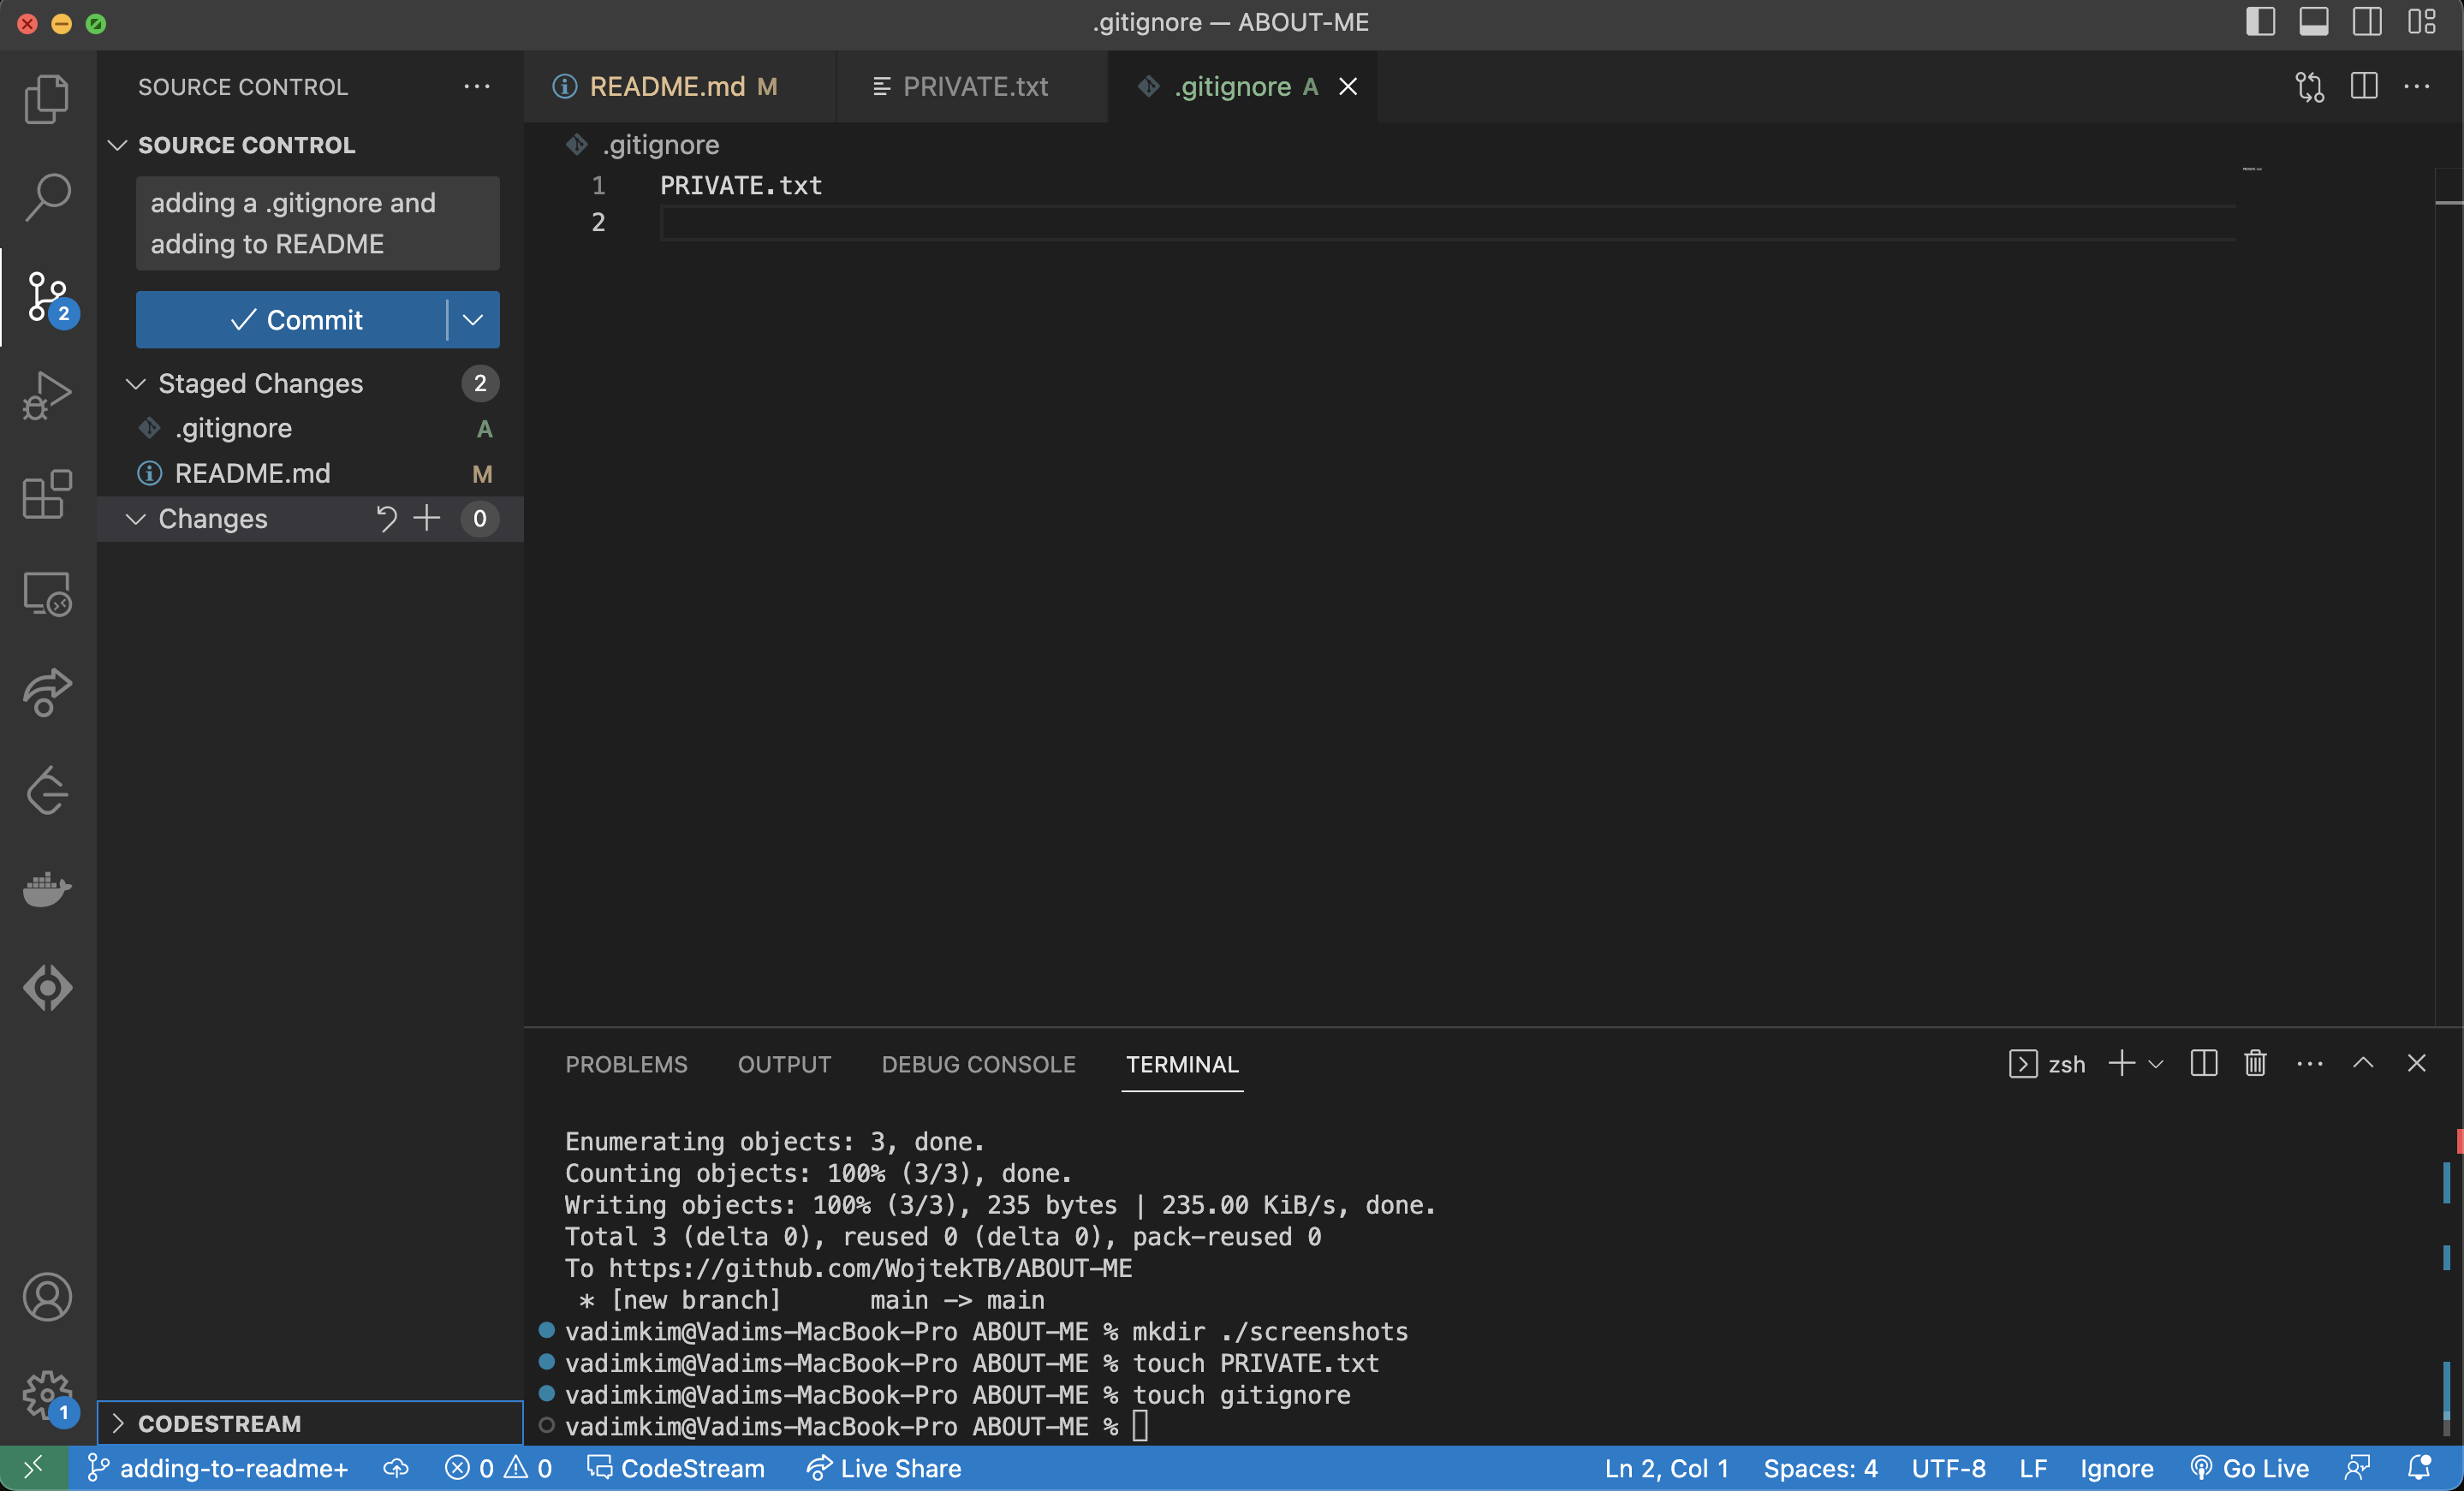 .gitignore — ABOUT-ME
SOURCE CONTROL
README.md M
PRIVATE.txt
.gitignore A
SOURCE CONTROL
.gitignore
adding a .gitignore and
adding to README
1 PRIVATE.txt
2
2
Commit
Staged Changes 2
.gitignore A
README.md M
Changes 0
PROBLEMS OUTPUT DEBUG CONSOLE TERMINAL zsh
Enumerating objects: 3, done.
Counting objects: 100% (3/3), done.
Writing objects: 100% (3/3), 235 bytes | 235.00 KiB/s, done.
Total 3 (delta 0), reused 0 (delta 0), pack-reused 0
To https://github.com/WojtekTB/ABOUT-ME
* [new branch] main -> main
vadimkim@Vadims-MacBook-Pro ABOUT-ME % mkdir ./screenshots
vadimkim@Vadims-MacBook-Pro ABOUT-ME % touch PRIVATE.txt
vadimkim@Vadims-MacBook-Pro ABOUT-ME % touch gitignore
vadimkim@Vadims-MacBook-Pro ABOUT-ME %
1
CODESTREAM
adding-to-readme+ 0 0 CodeStream Live Share Ln 2, Col 1 Spaces: 4 UTF-8 LF Ignore Go Live